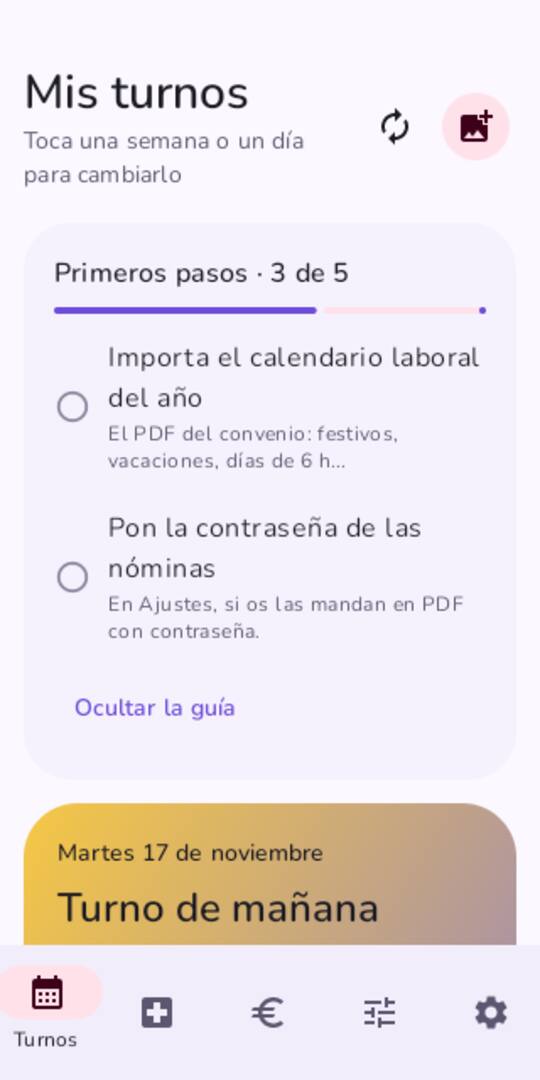 Mis turnos
Toca una semana o un día
para cambiarlo
Primeros pasos · 3 de 5
Importa el calendario laboral
del año
El PDF del convenio: festivos,
vacaciones, días de 6 h...
Pon la contraseña de las
nóminas
En Ajustes, si os las mandan en PDF
con contraseña.
Ocultar la guía
Martes 17 de noviembre
Turno de mañana
Turnos